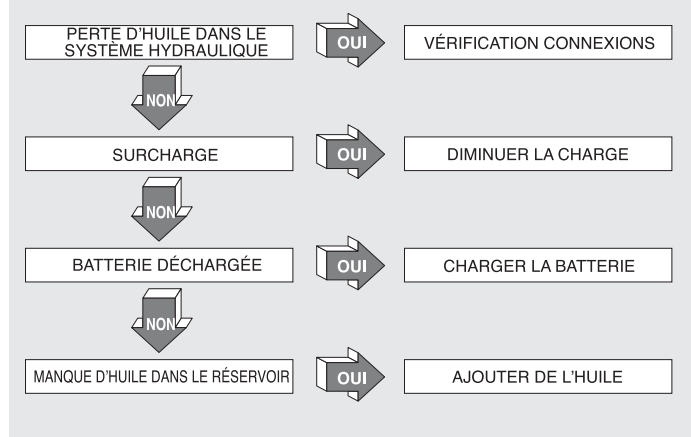 PERTE D'HUILE DANS LE
SYSTÈME HYDRAULIQUE
OUI
VÉRIFICATION CONNEXIONS
NON
SURCHARGE
OUI
DIMINUER LA CHARGE
NON
BATTERIE DÉCHARGÉE
OUI
CHARGER LA BATTERIE
NON
MANQUE D'HUILE DANS LE RÉSERVOIR
OUI
AJOUTER DE L'HUILE